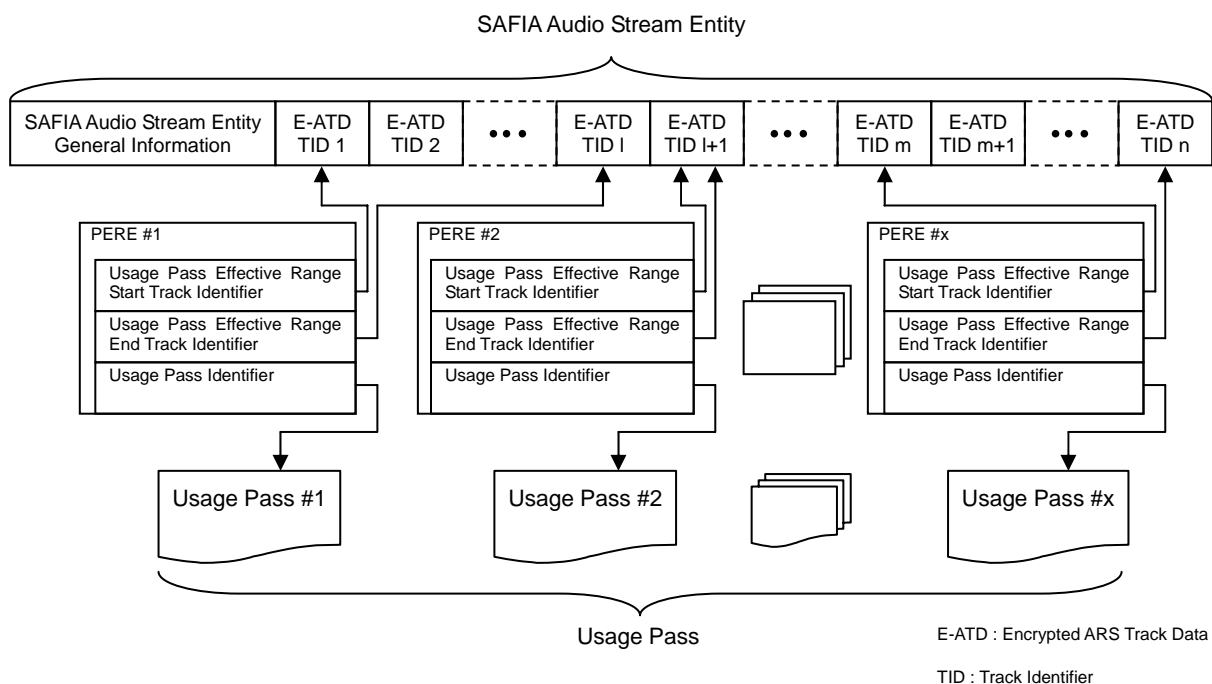 SAFIA Audio Stream Entity
SAFIA Audio Stream Entity
General Information
E-ATD
TID 1
E-ATD
TID 2
•••
E-ATD
TID l
E-ATD
TID l+1
•••
E-ATD
TID m
E-ATD
TID m+1
•••
E-ATD
TID n
PERE #1
Usage Pass Effective Range
Start Track Identifier
Usage Pass Effective Range
End Track Identifier
Usage Pass Identifier
PERE #2
Usage Pass Effective Range
Start Track Identifier
Usage Pass Effective Range
End Track Identifier
Usage Pass Identifier
PERE #x
Usage Pass Effective Range
Start Track Identifier
Usage Pass Effective Range
End Track Identifier
Usage Pass Identifier
Usage Pass #1
Usage Pass #2
Usage Pass #x
Usage Pass
E-ATD : Encrypted ARS Track Data
TID : Track Identifier